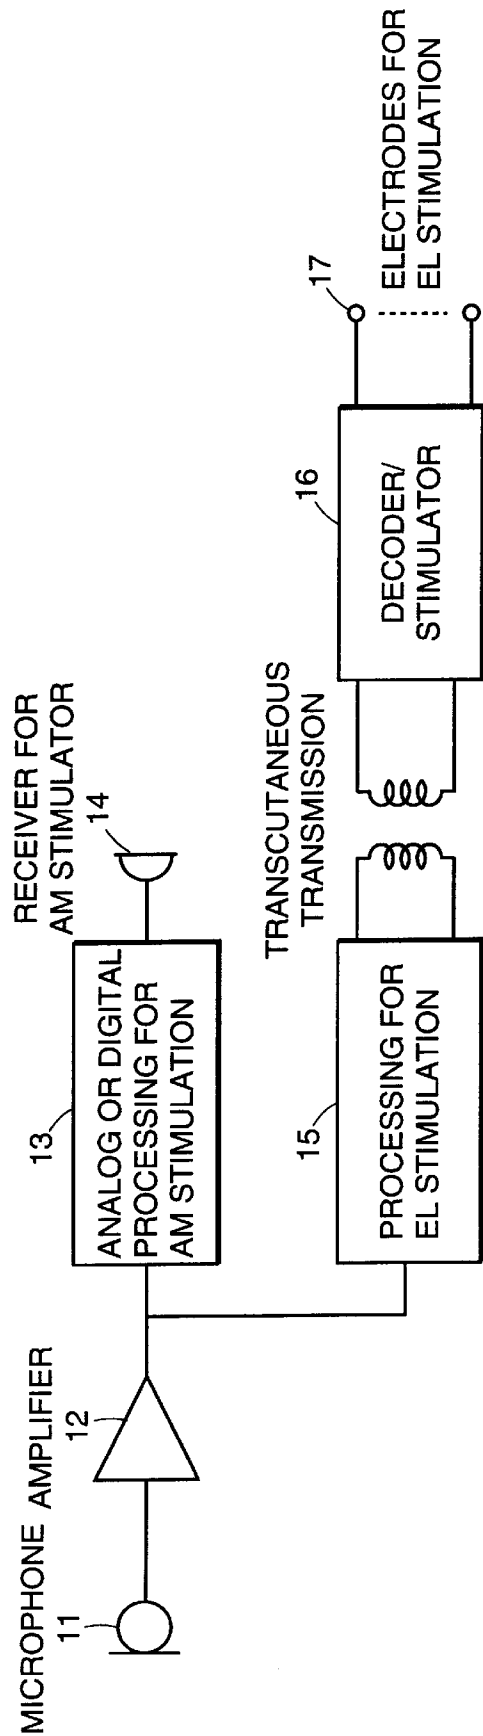 MICROPHONE
11
AMPLIFIER
12
13
ANALOG OR DIGITAL
PROCESSING FOR
AM STIMULATION
RECEIVER FOR
AM STIMULATOR
14
15
PROCESSING FOR
EL STIMULATION
TRANSCUTANEOUS
TRANSMISSION
16
DECODER/
STIMULATOR
17
ELECTRODES FOR
EL STIMULATION